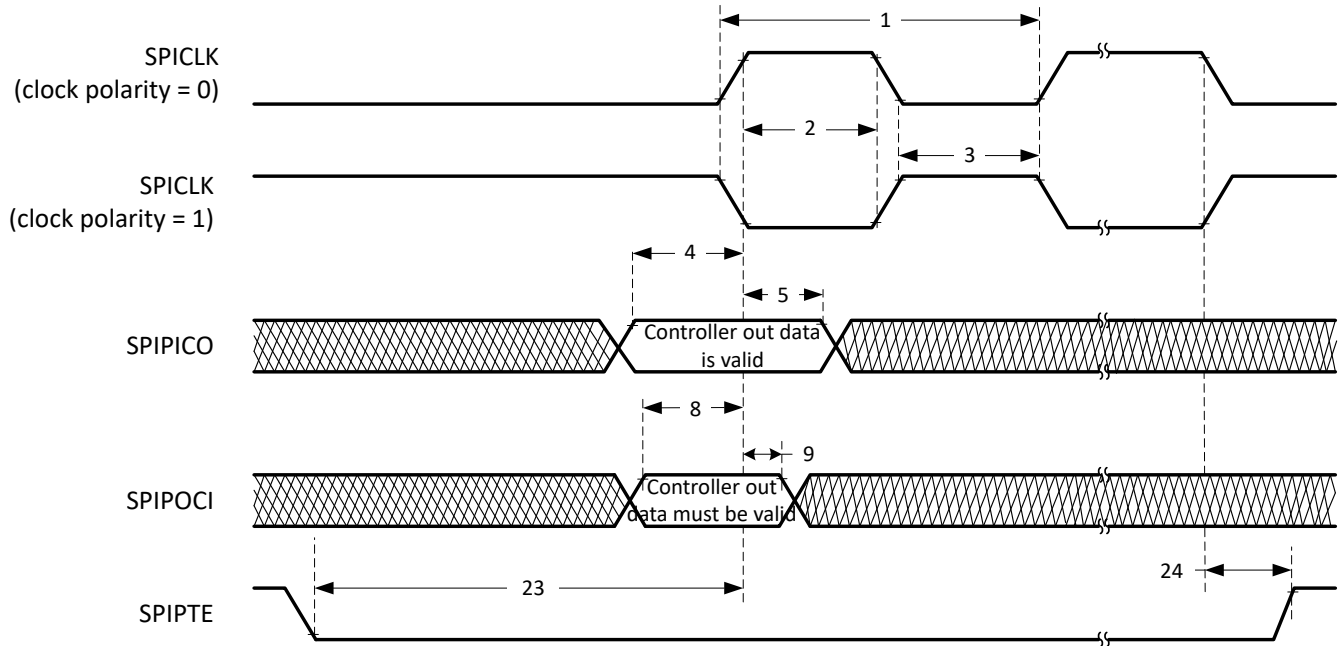 1
SPICLK
(clock polarity = 0)
2
3
SPICLK
(clock polarity = 1)
4
5
SPIPICO
Controller out data
is valid
8
9
SPIPOCI
Controller out
data must be valid
23
24
SPIPTE